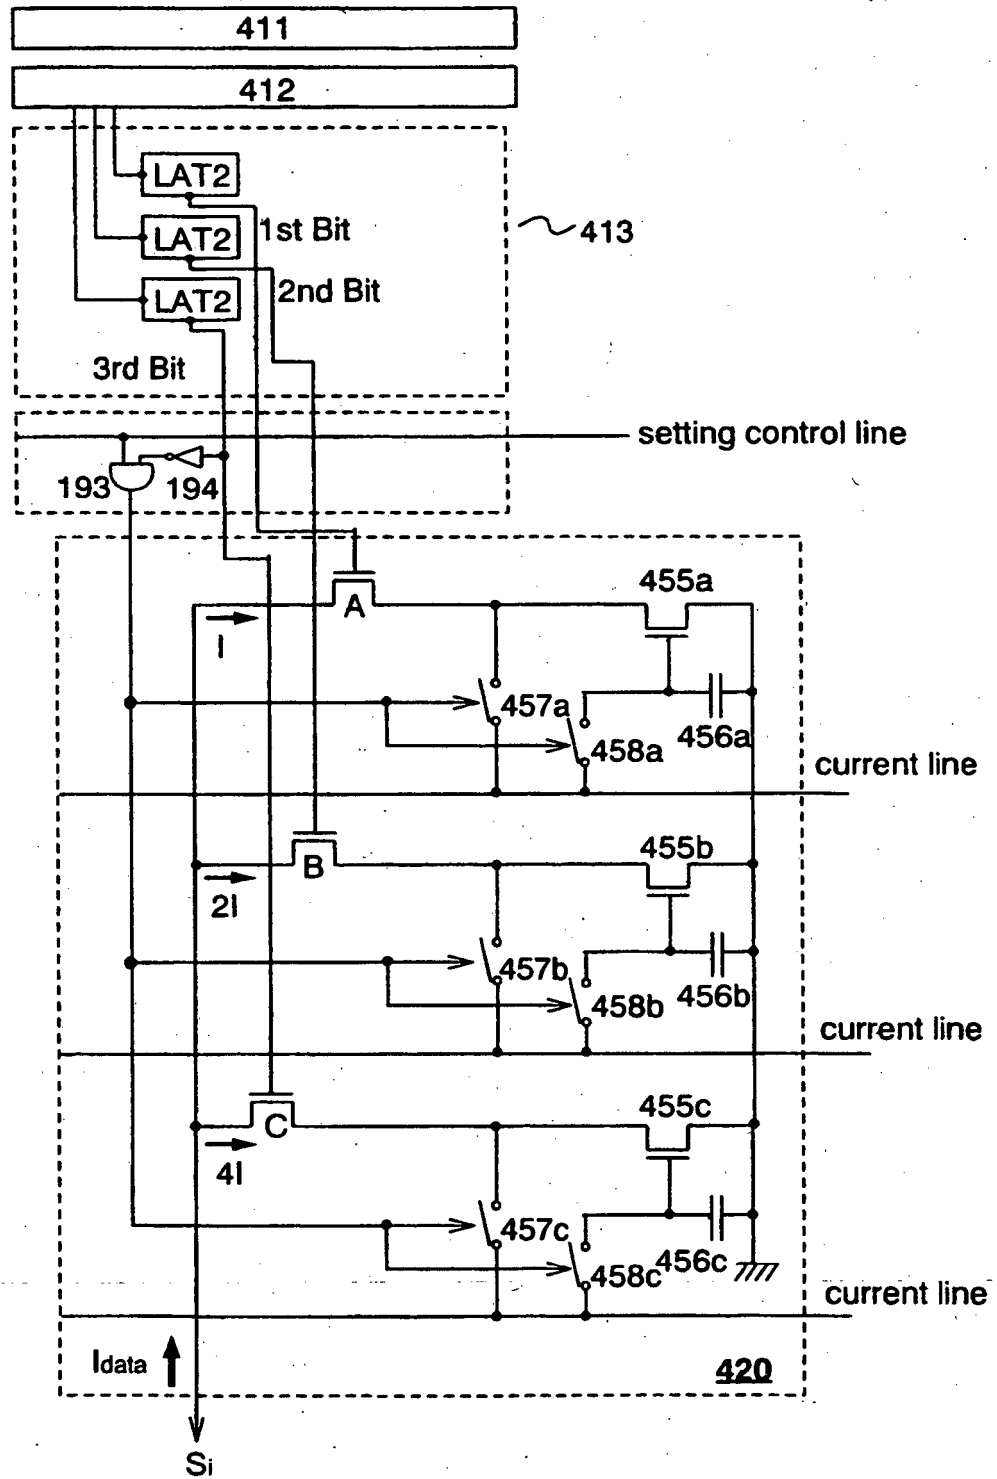 411
412
LAT2
1st Bit
LAT2
413
2nd Bit
LAT2
3rd Bit
setting control line
193
194
455a
A
I
457a
458a
456a
current line
455b
B
2I
457b
458b
456b
current line
455c
C
4I
457c
458c
456c
current line
Idata
420
Si